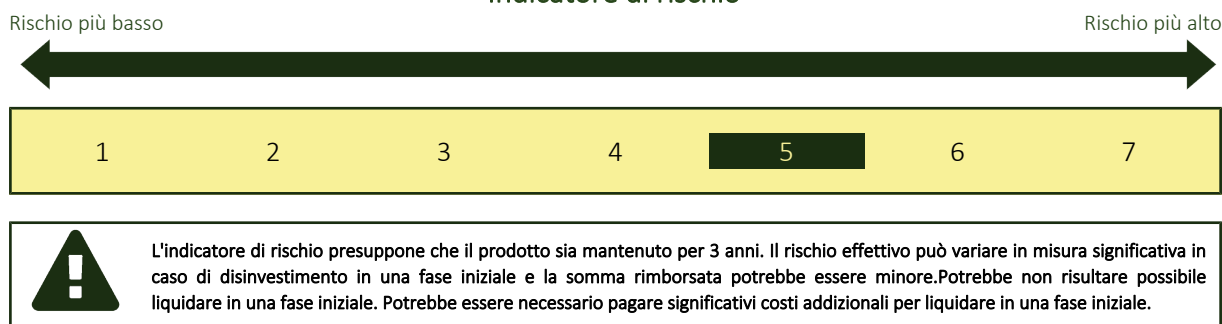 Indicatore di rischio
Rischio più basso
Rischio più alto
1 2 3 4 5 6 7
L'indicatore di rischio presuppone che il prodotto sia mantenuto per 3 anni. Il rischio effettivo può variare in misura significativa in
caso di disinvestimento in una fase iniziale e la somma rimborsata potrebbe essere minore.Potrebbe non risultare possibile
liquidare in una fase iniziale. Potrebbe essere necessario pagare significativi costi addizionali per liquidare in una fase iniziale.